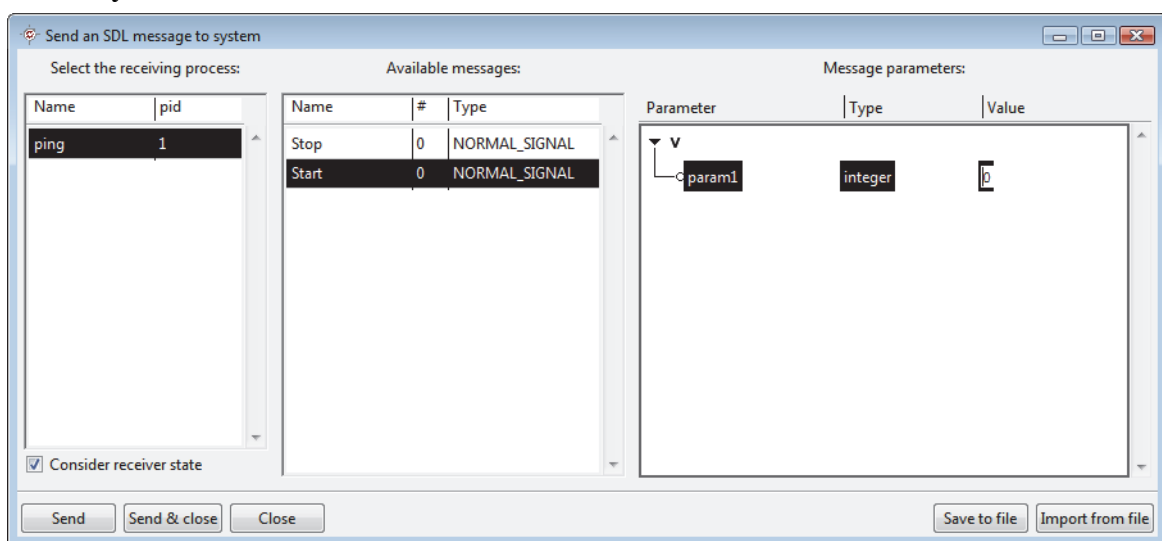 Send an SDL message to system
Select the receiving process: Available messages: Message parameters:
Name pid Name # Type Parameter Type Value
ping 1 Stop 0 NORMAL_SIGNAL V
Start 0 NORMAL_SIGNAL param1 integer 0
Consider receiver state
Send Send & close Close Save to file Import from file